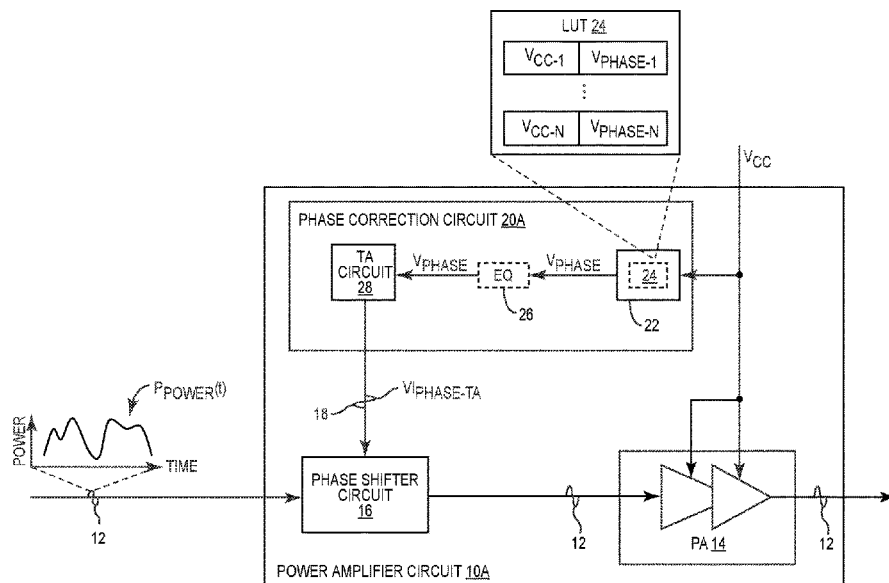 LUT 24
VCC-1 VPHASE-1
⋮
VCC-N VPHASE-N
VCC
PHASE CORRECTION CIRCUIT 20A
TA CIRCUIT 28
VPHASE
EQ
26
VPHASE
24
22
18
VIPHASE-TA
PPOWER(t)
POWER
TIME
12
PHASE SHIFTER CIRCUIT 16
12
PA 14
12
POWER AMPLIFIER CIRCUIT 10A